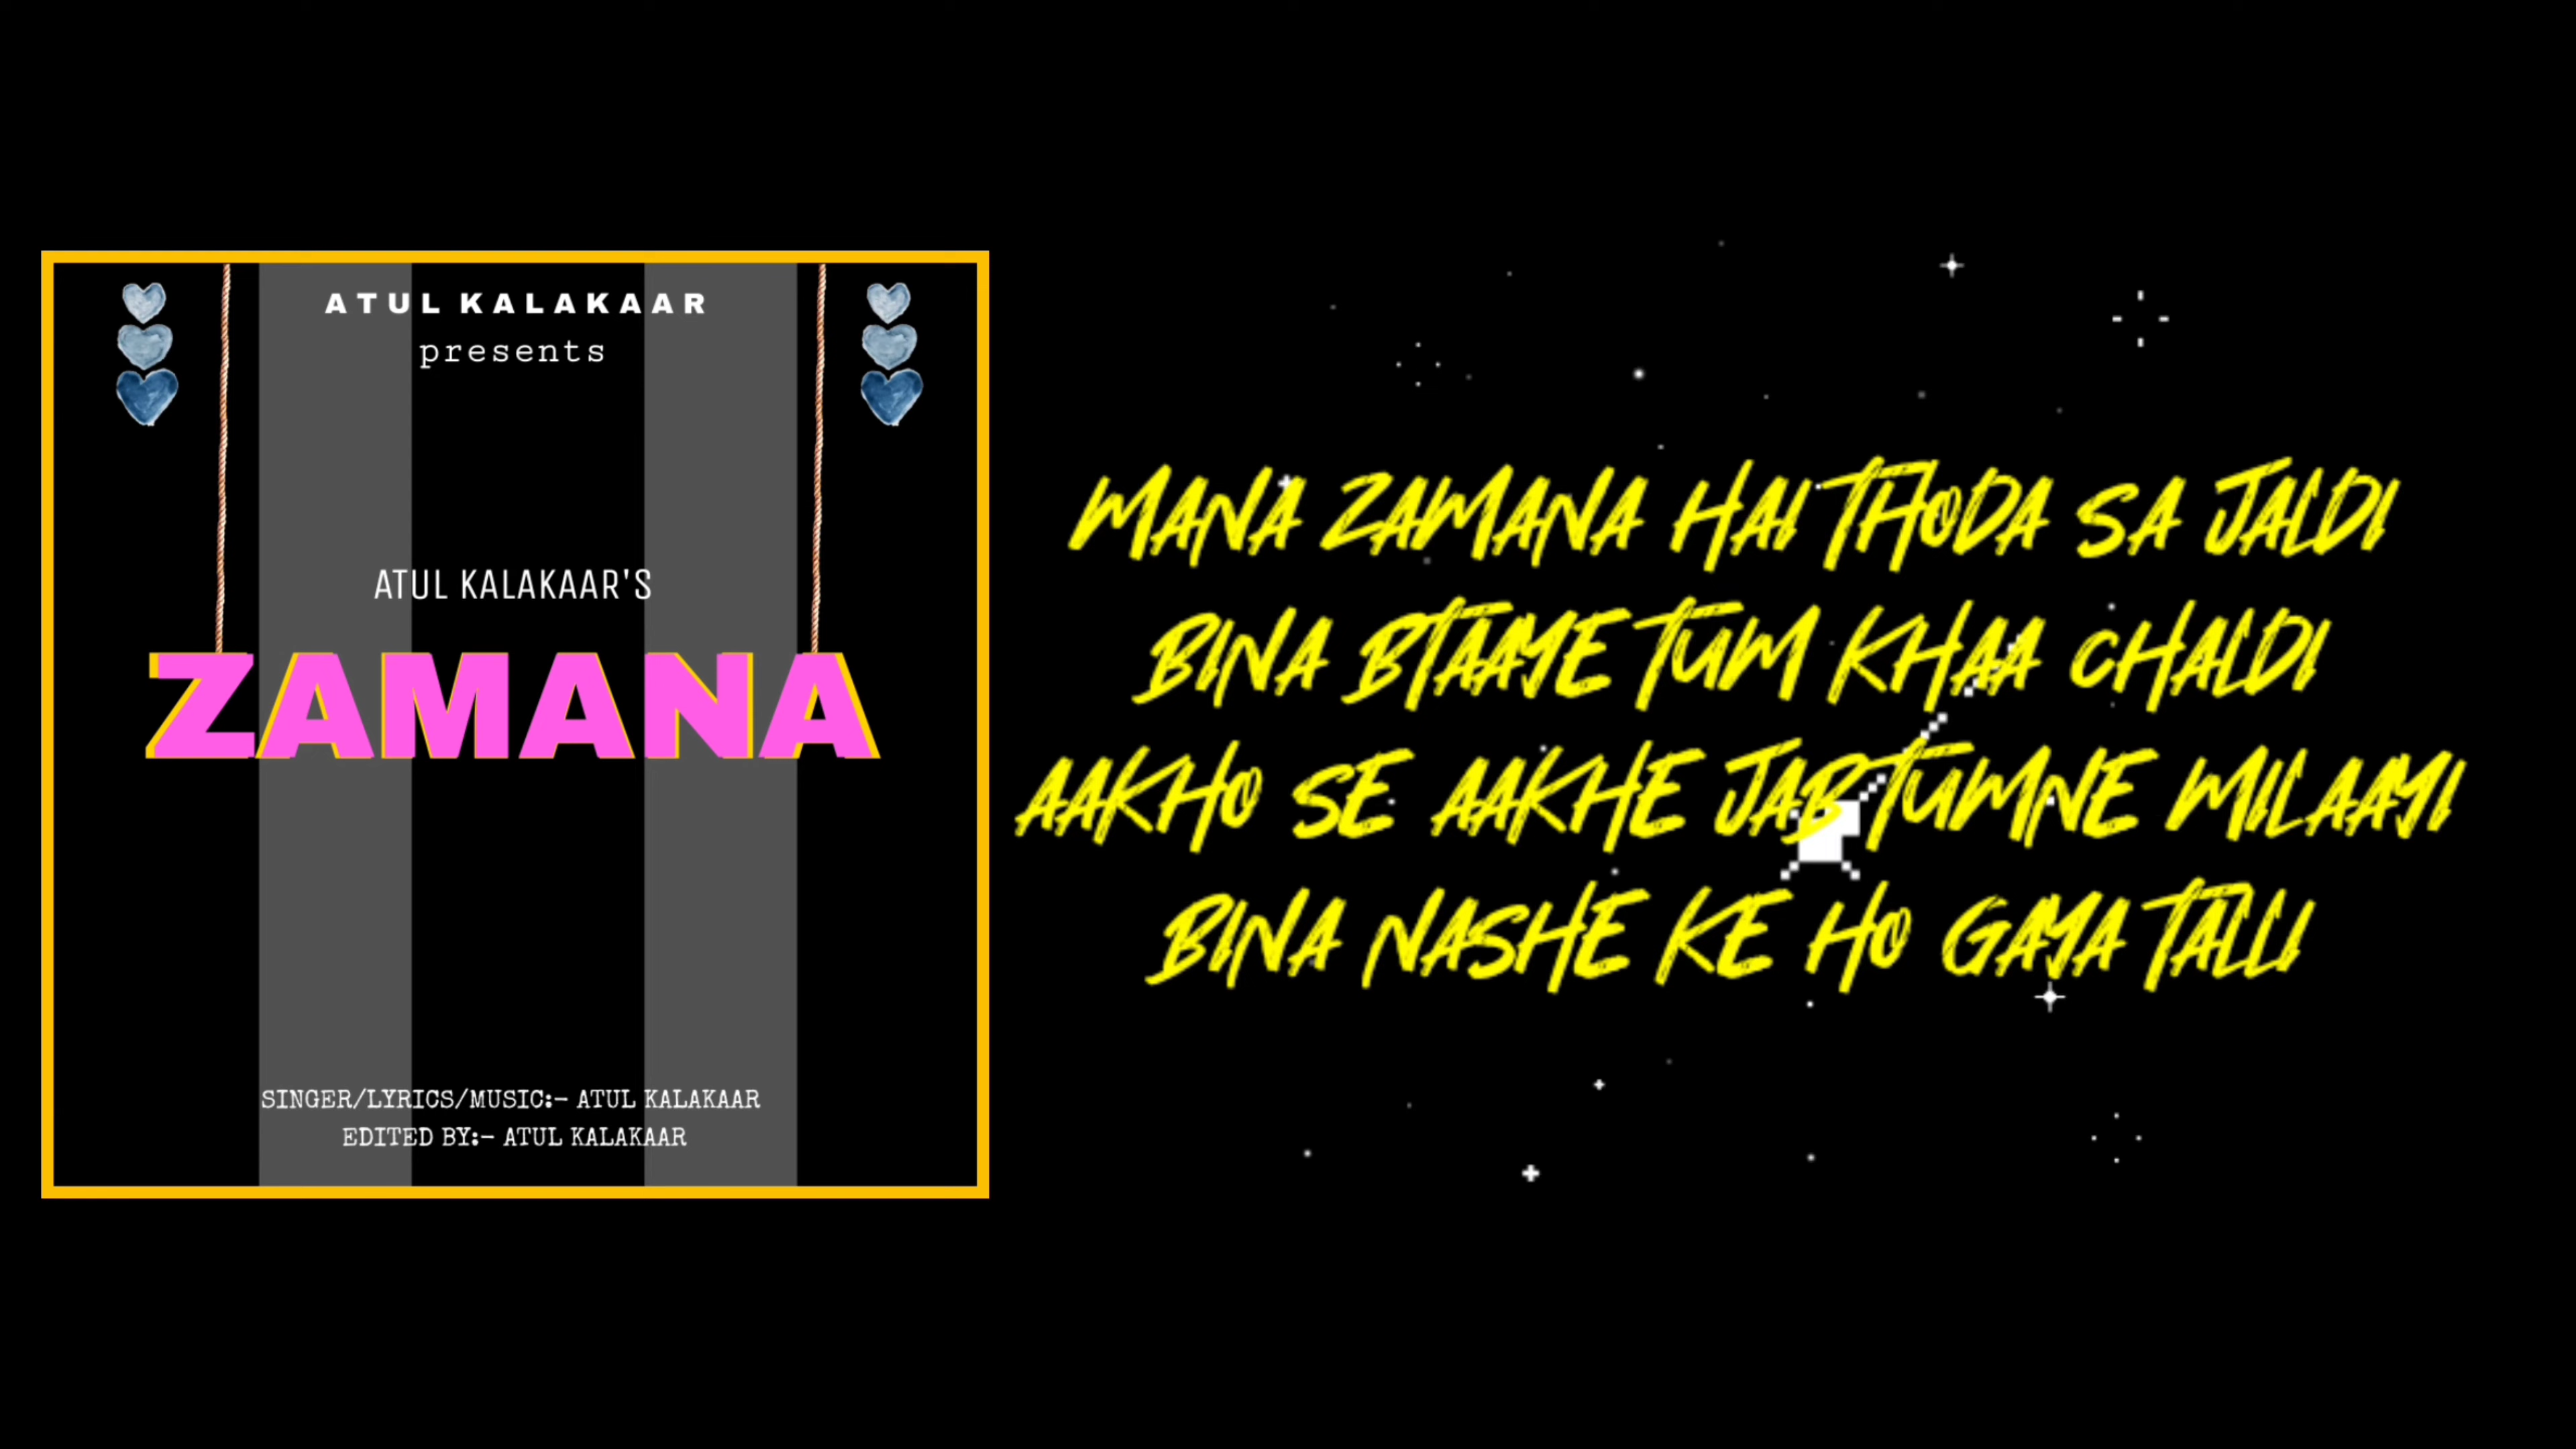 ATUL KALAKAAR
presents
ATUL KALAKAAR'S
ZAMANA
SINGER/LYRICS/MUSIC:- ATUL KALAKAAR
EDITED BY:- ATUL KALAKAAR
MANA ZAMANA HAI THODA SA JALDI
BINA BTAAYE TUM KHAA CHALDI
AAKHO SE AAKHE JAB TUMNE MILAAYI
BINA NASHE KE HO GAYA TALLI